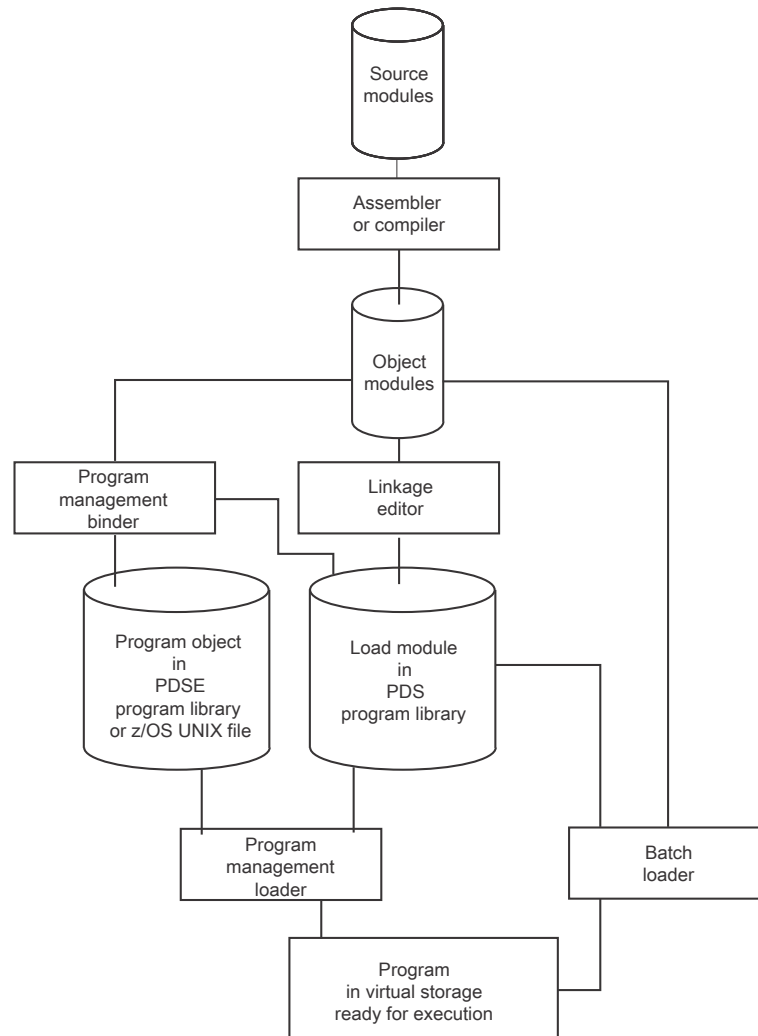 Source
modules
Assembler
or compiler
Object
modules
Program
management
binder
Linkage
editor
Program object
in
PDSE
program library
or z/OS UNIX file
Load module
in
PDS
program library
Program
management
loader
Batch
loader
Program
in virtual storage
ready for execution